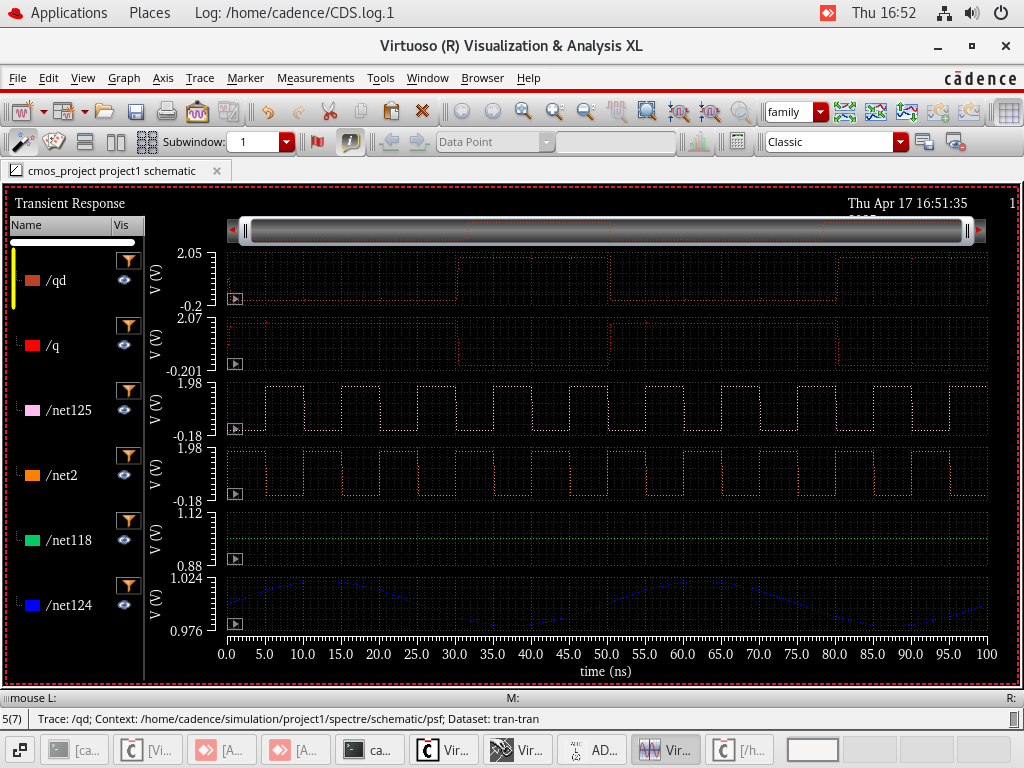 Applications Places Log: /home/cadence/CDS.log.1 Thu 16:52
Virtuoso (R) Visualization & Analysis XL
File Edit View Graph Axis Trace Marker Measurements Tools Window Browser Help cādence
family
Subwindow: 1 Data Point Classic
cmos_project project1 schematic
Transient Response Thu Apr 17 16:51:35 1
Name Vis
/qd V (V) 2.05 -0.2
/q V (V) 2.07 -0.201
/net125 V (V) 1.98 -0.18
/net2 V (V) 1.98 -0.18
/net118 V (V) 1.12 0.88
/net124 V (V) 1.024 0.976
0.0 5.0 10.0 15.0 20.0 25.0 30.0 35.0 40.0 45.0 50.0 55.0 60.0 65.0 70.0 75.0 80.0 85.0 90.0 95.0 100
time (ns)
mouse L: M: R:
5(7) Trace: /qd; Context: /home/cadence/simulation/project1/spectre/schematic/psf; Dataset: tran-tran
[ca... [Vi... [A... [A... ca... Vir... Vir... AD... Vir... [/h...